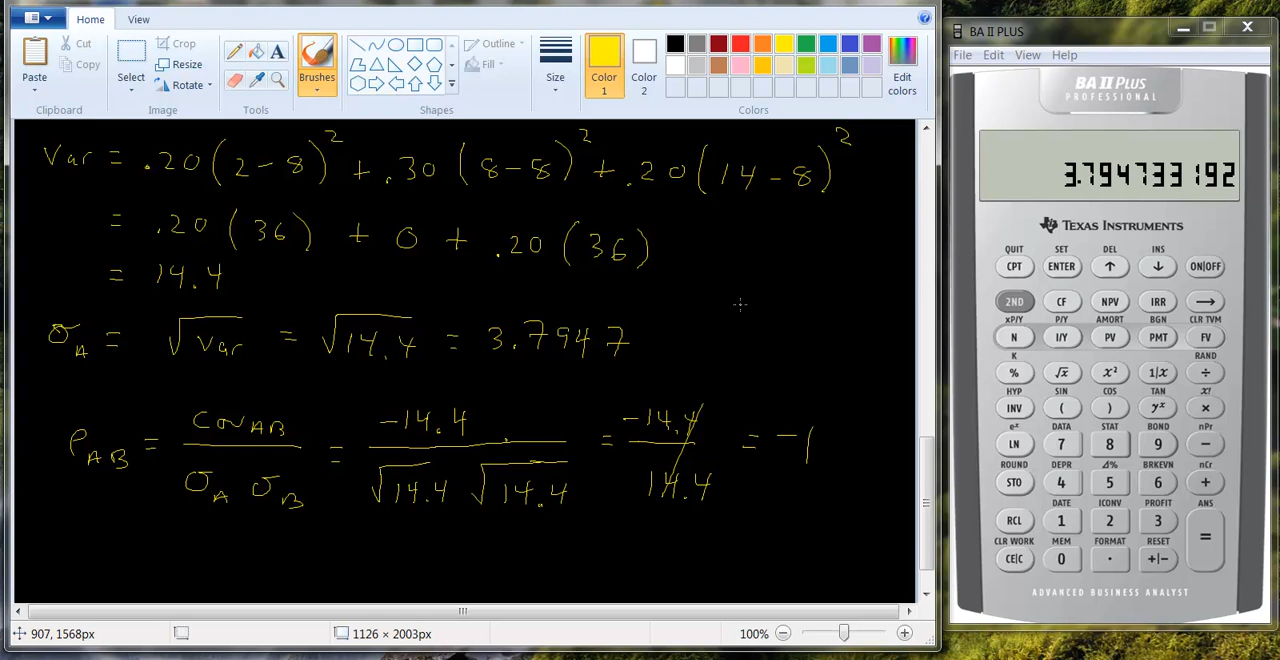 Home View
Cut
Copy
Paste
Clipboard
Crop
Resize
Rotate
Select
Image
A
Tools
Brushes
Outline
Fill
Shapes
Size
Color 1
Color 2
Edit colors
Colors
Var = .20 (2 - 8)² + .30 (8 - 8)² + .20 (14 - 8)²
= .20 (36) + 0 + .20 (36)
= 14.4
σA = √Var = √14.4 = 3.7947
ρAB = COVAB / σA σB = -14.4 / √14.4 √14.4 = -14.4 / 14.4 = -1
907, 1568px 1126 × 2003px 100%
BA II PLUS
File Edit View Help
BA II PLUS
PROFESSIONAL
3.794733192
TEXAS INSTRUMENTS
QUIT SET DEL INS
CPT ENTER ↑ ↓ ON|OFF
2ND CF NPV IRR →
xP/Y P/Y AMORT BGN CLR TVM
N I/Y PV PMT FV
K RAND
% √x x² 1|x ÷
HYP SIN COS TAN x!
INV ( ) yˣ ×
eˣ DATA STAT BOND nPr
LN 7 8 9 −
ROUND DEPR Δ% BRKEVN nCr
STO 4 5 6 +
DATE ICONV PROFIT ANS
RCL 1 2 3 =
CLR WORK MEM FORMAT RESET
CE|C 0 . +|−
ADVANCED BUSINESS ANALYST